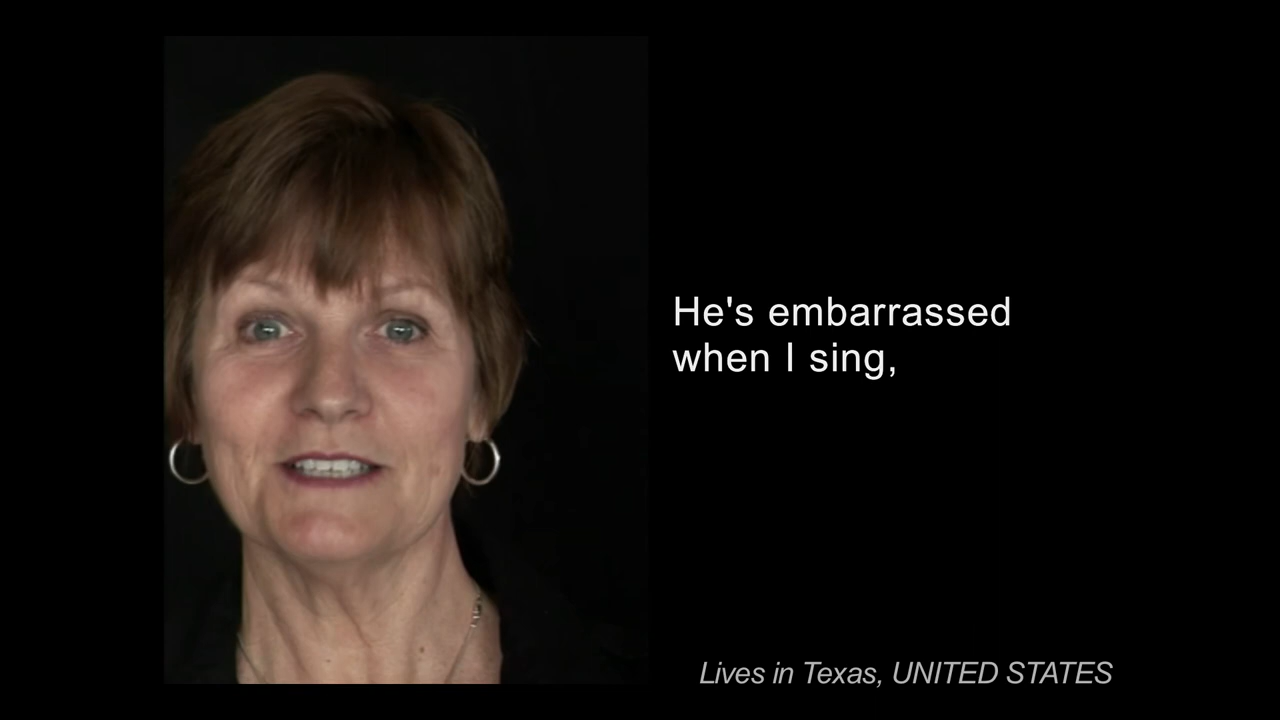 He's embarrassed
when I sing,
Lives in Texas, UNITED STATES